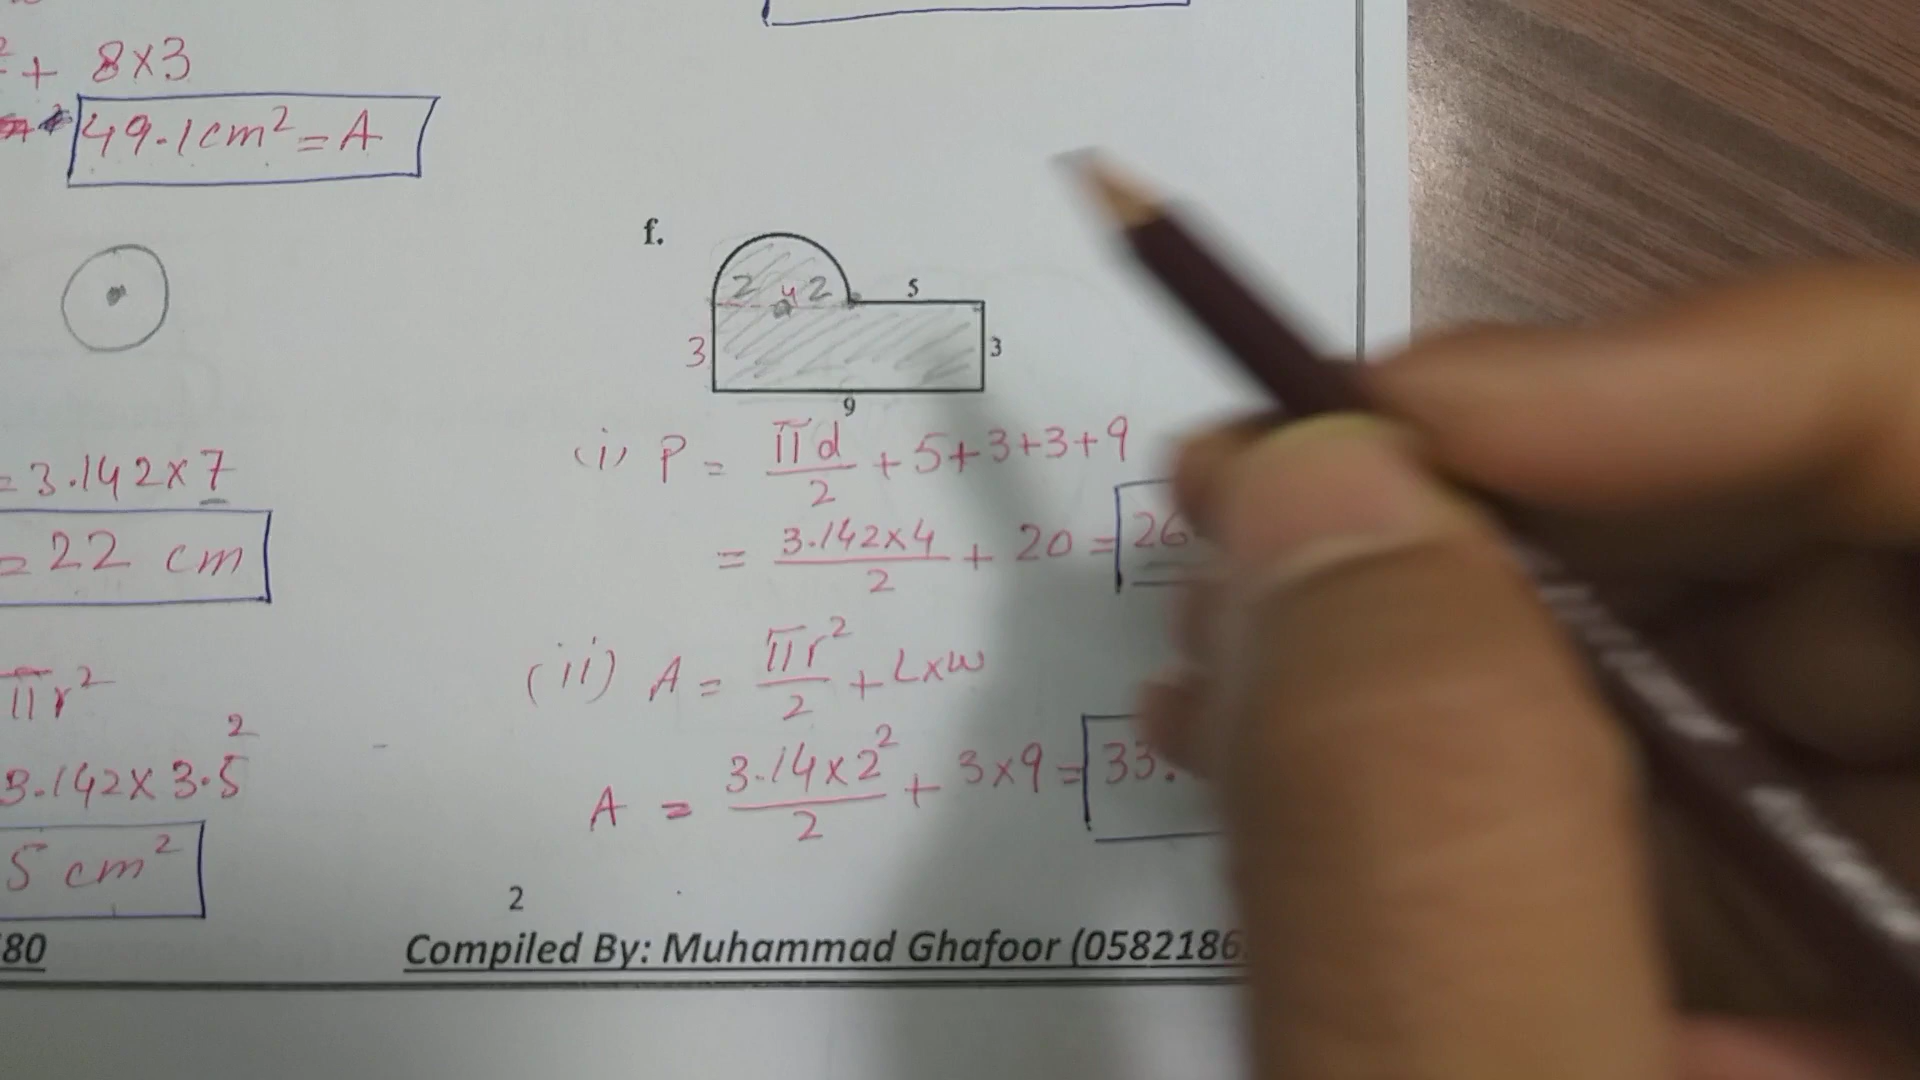 + 8×3
49.1cm² = A
f.
2 4 2
5
3
3
9
= 3.142×7
= 22 cm
πr²
3.142×3.5²
5 cm²
(i) P = πd/2 + 5+3+3+9
= 3.142×4/2 + 20 = 26
(ii) A = πr²/2 + L×w
A = 3.14×2²/2 + 3×9 = 33.
2
80
Compiled By: Muhammad Ghafoor (0582186